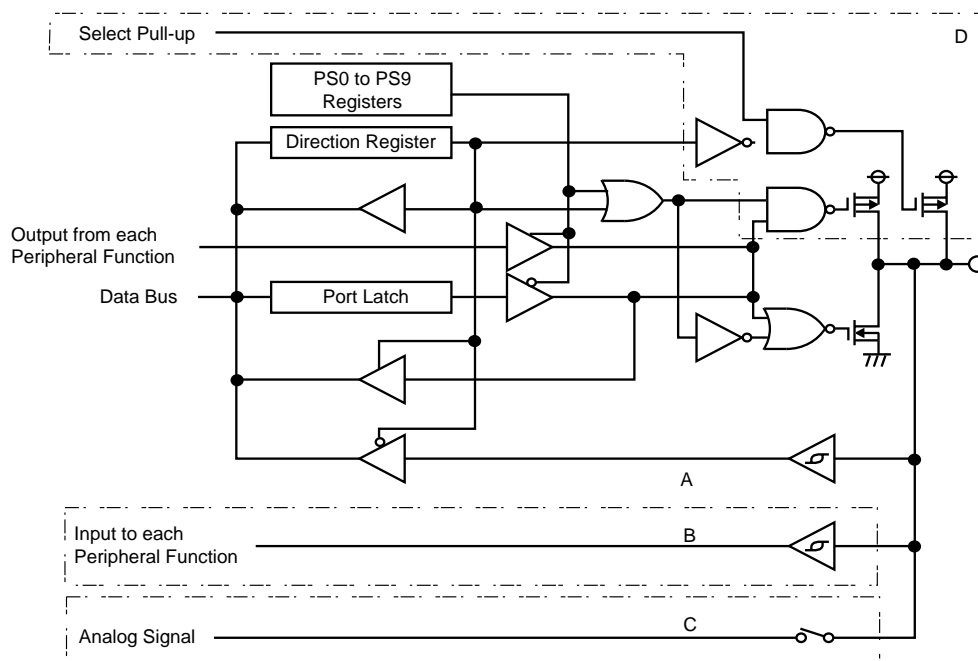 Select Pull-up
D
PS0 to PS9
Registers
Direction Register
Output from each
Peripheral Function
Data Bus
Port Latch
A
Input to each
Peripheral Function
B
Analog Signal
C